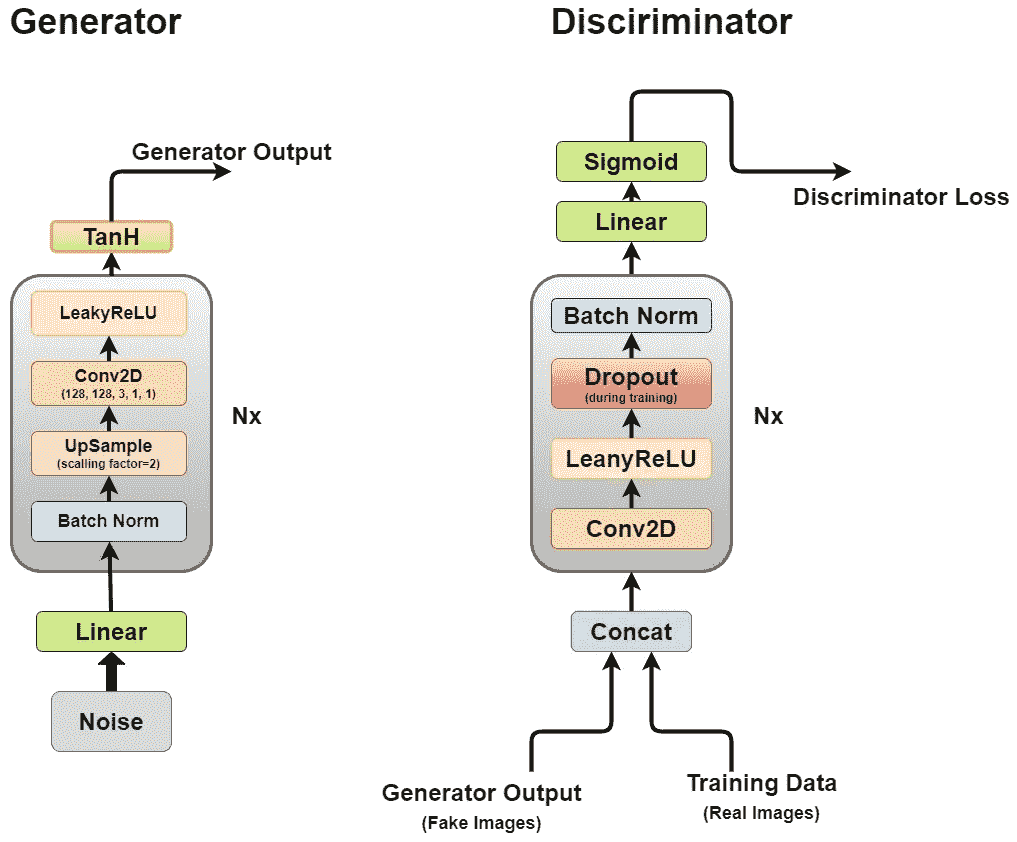 Generator
Generator Output
TanH
LeakyReLU
Conv2D
(128, 128, 3, 1, 1)
UpSample
(scalling factor=2)
Batch Norm
Nx
Linear
Noise
Disciriminator
Sigmoid
Discriminator Loss
Linear
Batch Norm
Dropout
(during training)
LeanyReLU
Conv2D
Nx
Concat
Generator Output
(Fake Images)
Training Data
(Real Images)